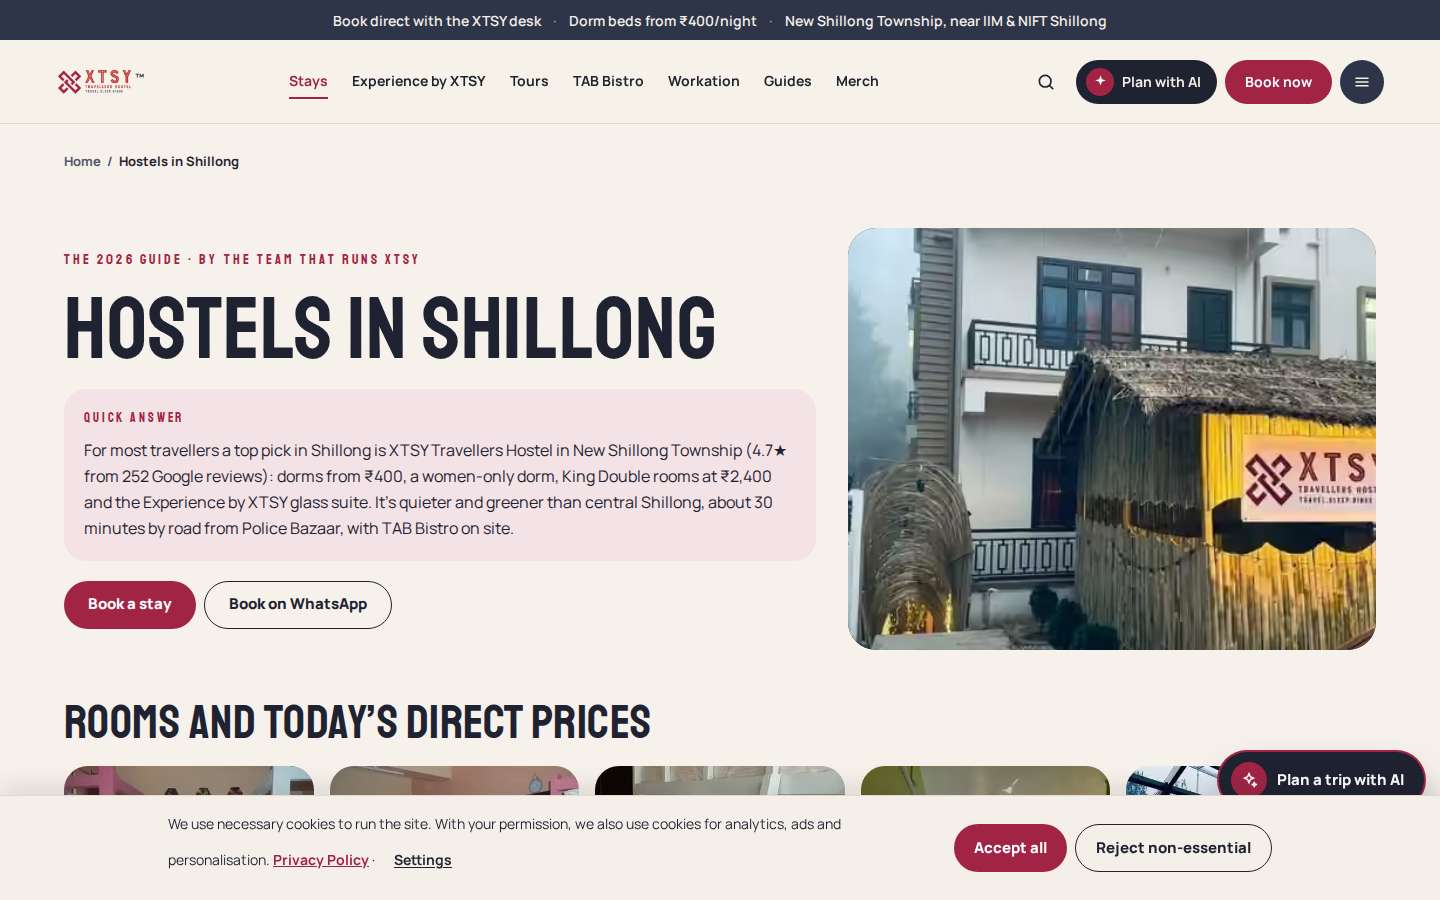 Book direct with the XTSY desk · Dorm beds from ₹400/night · New Shillong Township, near IIM & NIFT Shillong
XTSY™
TRAVELLERS HOSTEL
Stays
Experience by XTSY
Tours
TAB Bistro
Workation
Guides
Merch
Plan with AI
Book now
Home / Hostels in Shillong
THE 2026 GUIDE · BY THE TEAM THAT RUNS XTSY
HOSTELS IN SHILLONG
QUICK ANSWER
For most travellers a top pick in Shillong is XTSY Travellers Hostel in New Shillong Township (4.7★
from 252 Google reviews): dorms from ₹400, a women-only dorm, King Double rooms at ₹2,400
and the Experience by XTSY glass suite. It's quieter and greener than central Shillong, about 30
minutes by road from Police Bazaar, with TAB Bistro on site.
Book a stay
Book on WhatsApp
XTSY
TRAVELLERS HOST
ROOMS AND TODAY’S DIRECT PRICES
Plan a trip with AI
We use necessary cookies to run the site. With your permission, we also use cookies for analytics, ads and
personalisation. Privacy Policy · Settings
Accept all
Reject non-essential